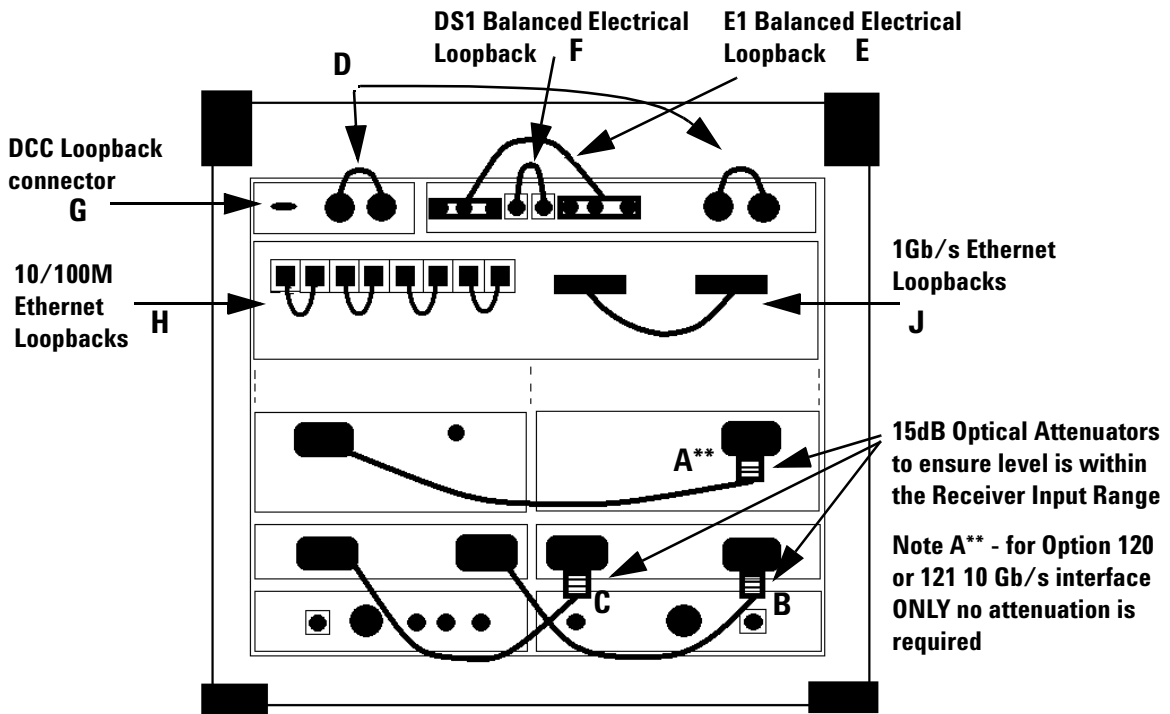 DS1 Balanced Electrical
Loopback F
E1 Balanced Electrical
Loopback E
D
DCC Loopback
connector
G
10/100M
Ethernet
Loopbacks
H
1Gb/s Ethernet
Loopbacks
J
A**
15dB Optical Attenuators
to ensure level is within
the Receiver Input Range
Note A** - for Option 120
or 121 10 Gb/s interface
ONLY no attenuation is
required
C
B